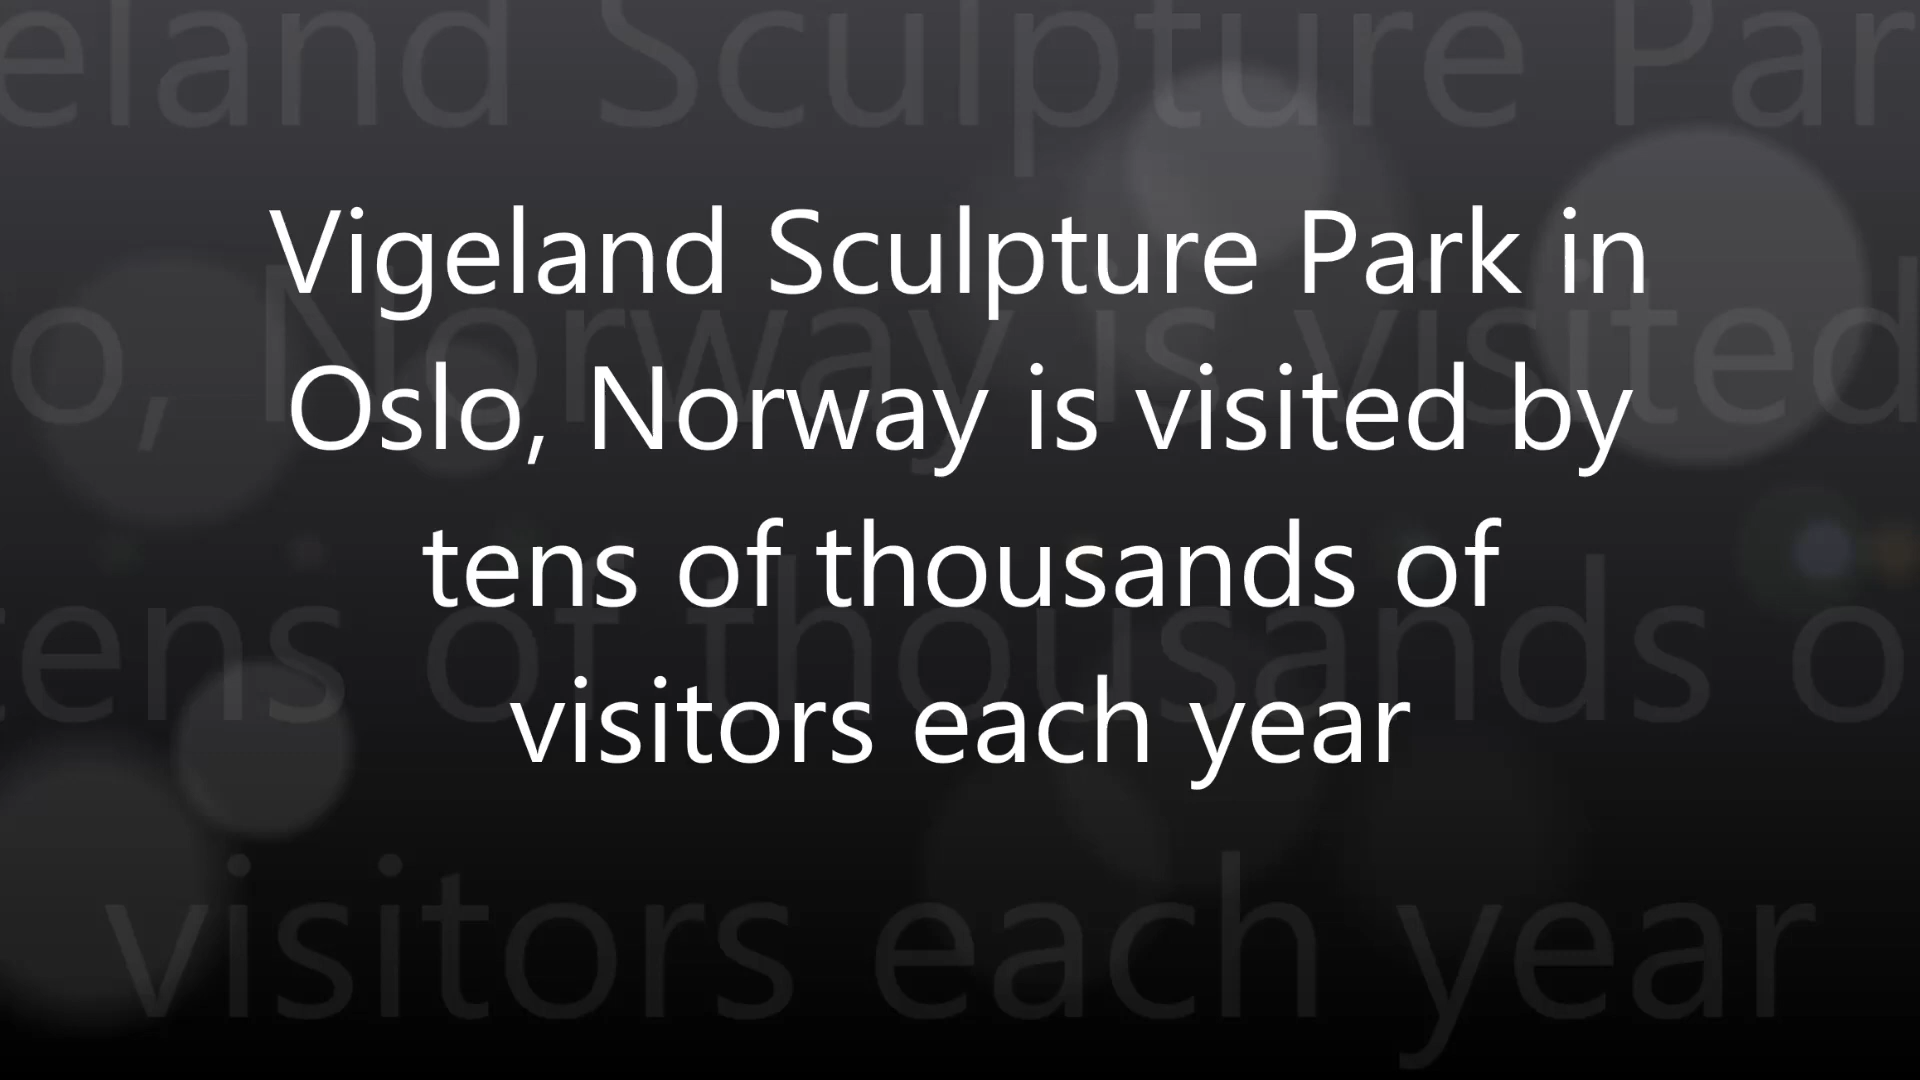 Vigeland Sculpture Park in
Oslo, Norway is visited by
tens of thousands of
visitors each year